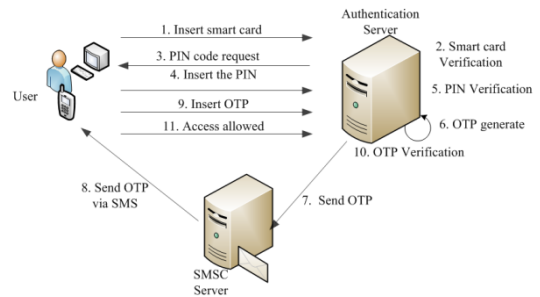 Authentication
Server
1. Insert smart card
2. Smart card
Verification
3. PIN code request
4. Insert the PIN
User
5. PIN Verification
9. Insert OTP
6. OTP generate
11. Access allowed
10. OTP Verification
8. Send OTP
via SMS
7. Send OTP
SMSC
Server